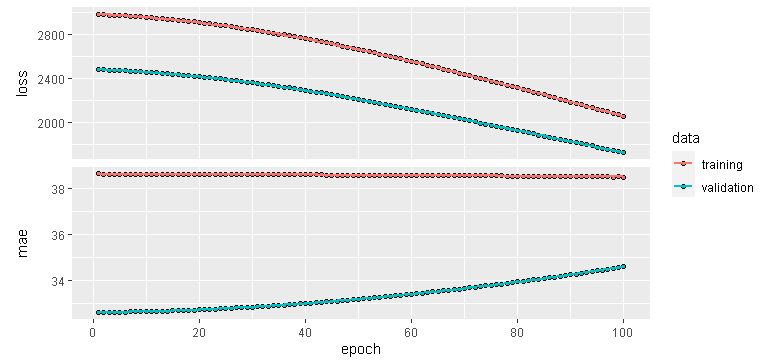 loss
2800
2400
2000
mae
38
36
34
0 20 40 60 80 100
epoch
data
training
validation